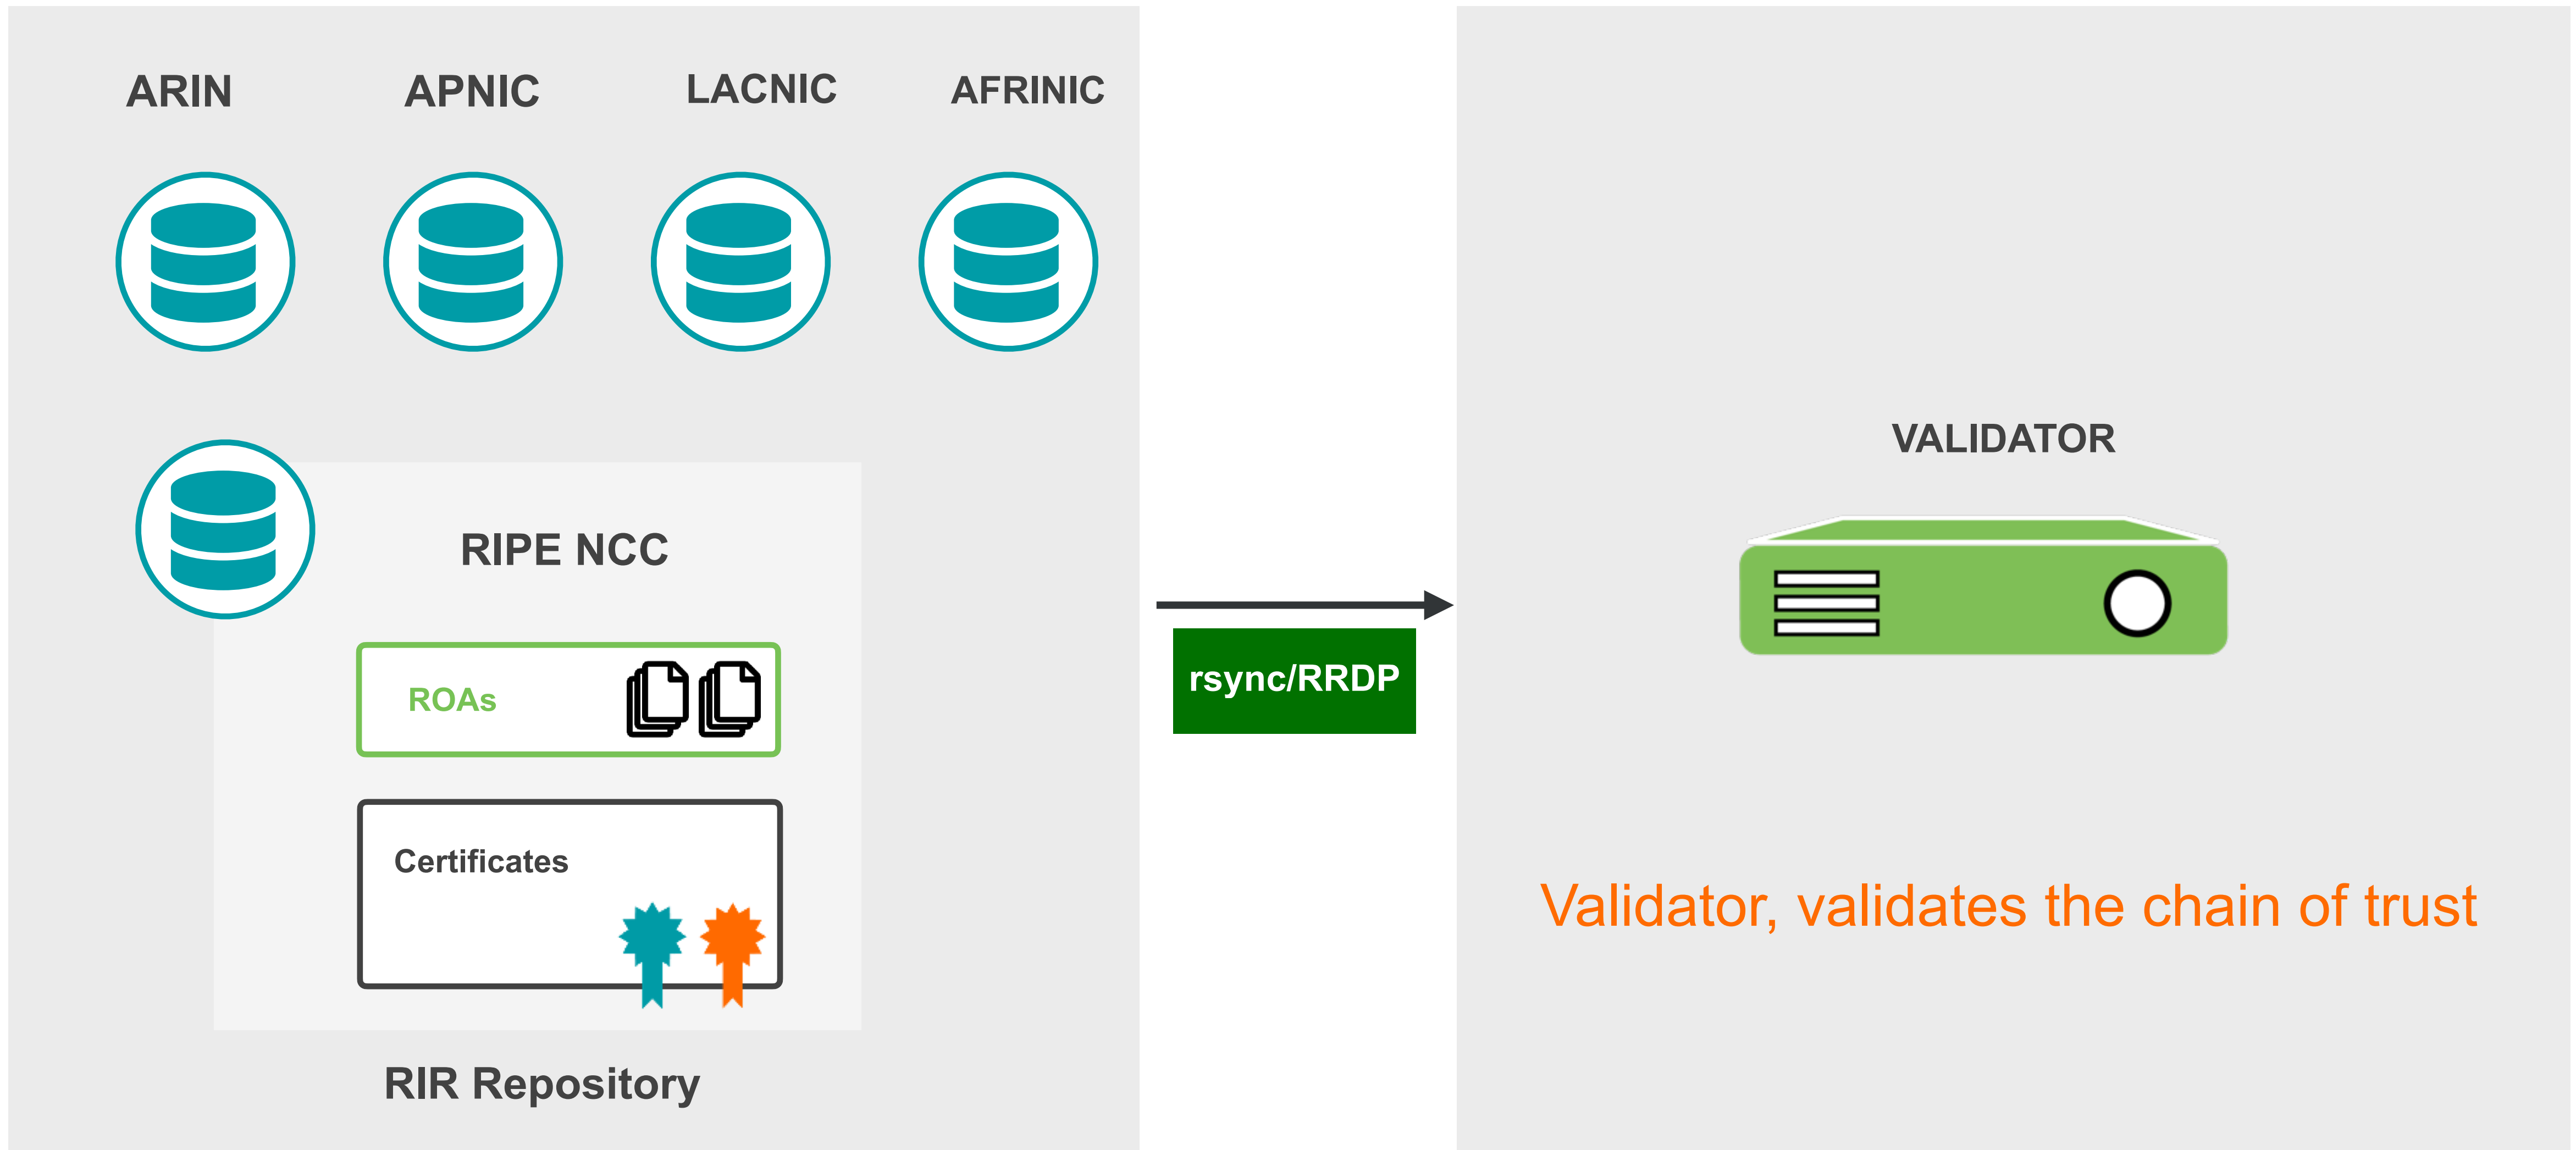 ARIN
APNIC
LACNIC
AFRINIC
RIPE NCC
ROAs
Certificates
RIR Repository
rsync/RRDP
VALIDATOR
Validator, validates the chain of trust